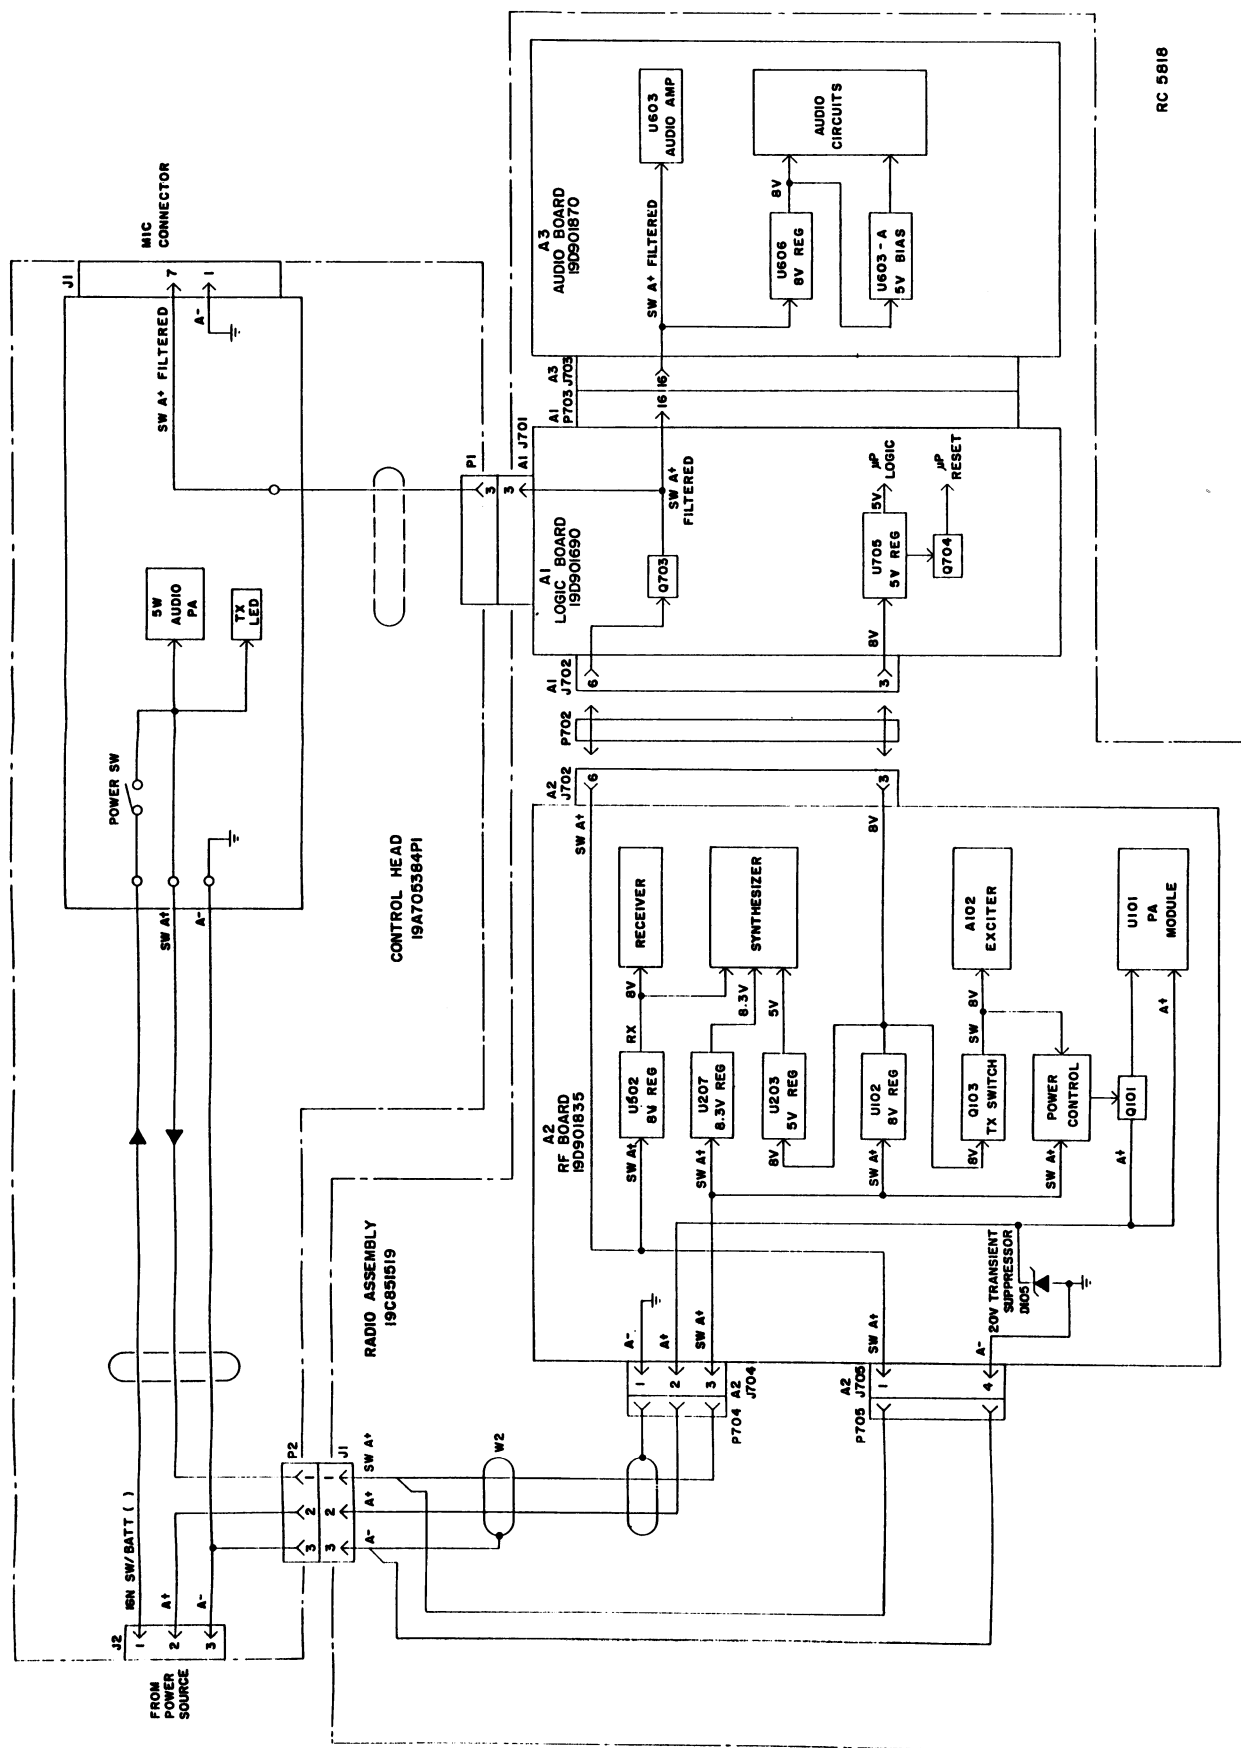 FROM
POWER
SOURCE
J2
1
2
3
IGN SW/BATT ( )
A+
A-
P2
1
2
3
J1
1
2
3
SW A+
A+
A-
W2
SW A+
A-
POWER SW
5W
AUDIO
PA
TX
LED
SW A+ FILTERED
A-
J1
7
1
MIC
CONNECTOR
CONTROL HEAD
19A705384P1
RADIO ASSEMBLY
19C851519
P1
3
3
A1 J701
P704
A2
J704
1
2
3
A-
A+
SW A+
P705
A2
J705
1
4
SW A+
A-
20V TRANSIENT
SUPPRESSOR
D105
A2
RF BOARD
19D901835
SW A+
U502
8V REG
RX
8V
RECEIVER
SW A+
U207
8.3V REG
8.3V
SYNTHESIZER
8V
U203
5V REG
5V
SW A+
U102
8V REG
8V
8V
Q103
TX SWITCH
SW
8V
A102
EXCITER
SW A+
POWER
CONTROL
A+
Q101
U101
PA
MODULE
A+
SW A+
A2
J702
6
3
P702
A1
J702
6
3
A1
LOGIC BOARD
19D901690
Q703
SW A+
FILTERED
8V
U705
5V REG
5V
µP
LOGIC
Q704
µP
RESET
A1
P703
16
A3
J703
16
A3
AUDIO BOARD
19D901870
SW A+ FILTERED
U603
AUDIO AMP
U606
8V REG
8V
U603-A
5V BIAS
AUDIO
CIRCUITS
RC 5818